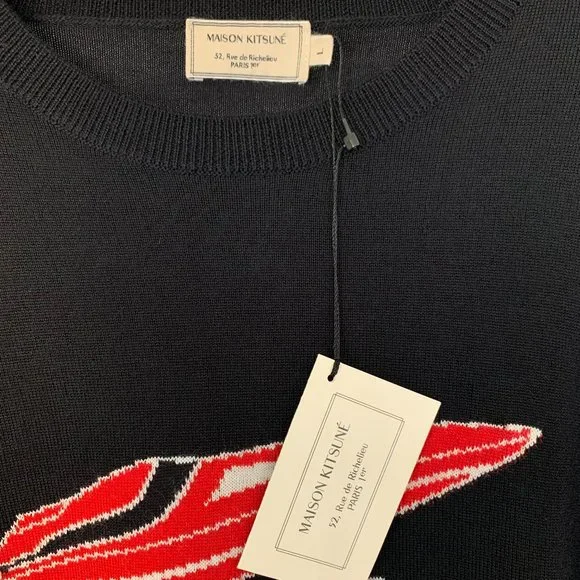 MAISON KITSUNÉ
52, Rue de Richelieu
PARIS 1er
L
MAISON KITSUNÉ
52, Rue de Richelieu
PARIS 1er